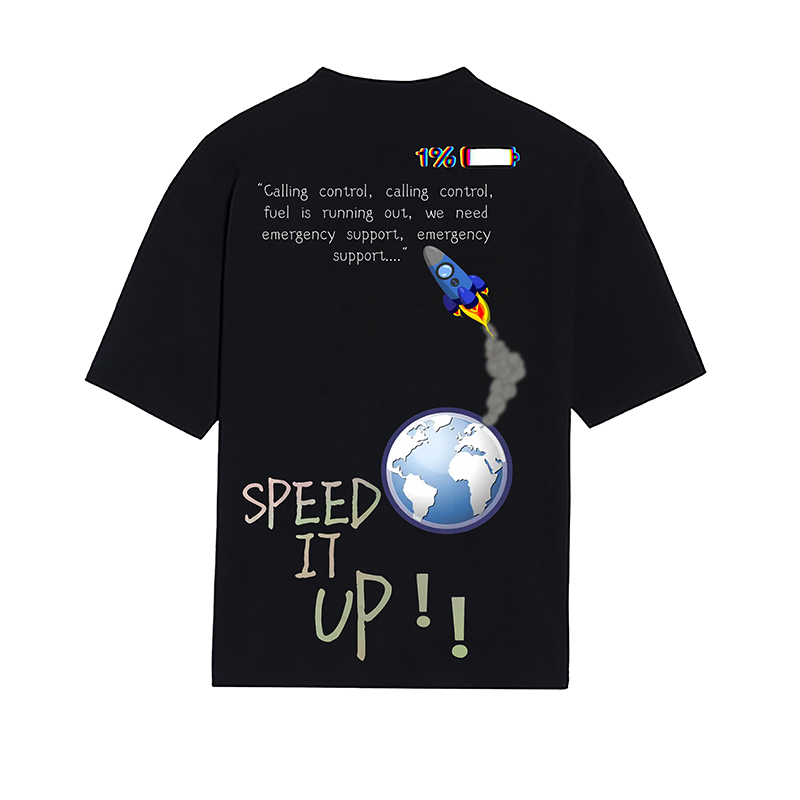 1%
"Calling control, calling control,
fuel is running out, we need
emergency support, emergency
support...."
SPEED
IT
UP!!